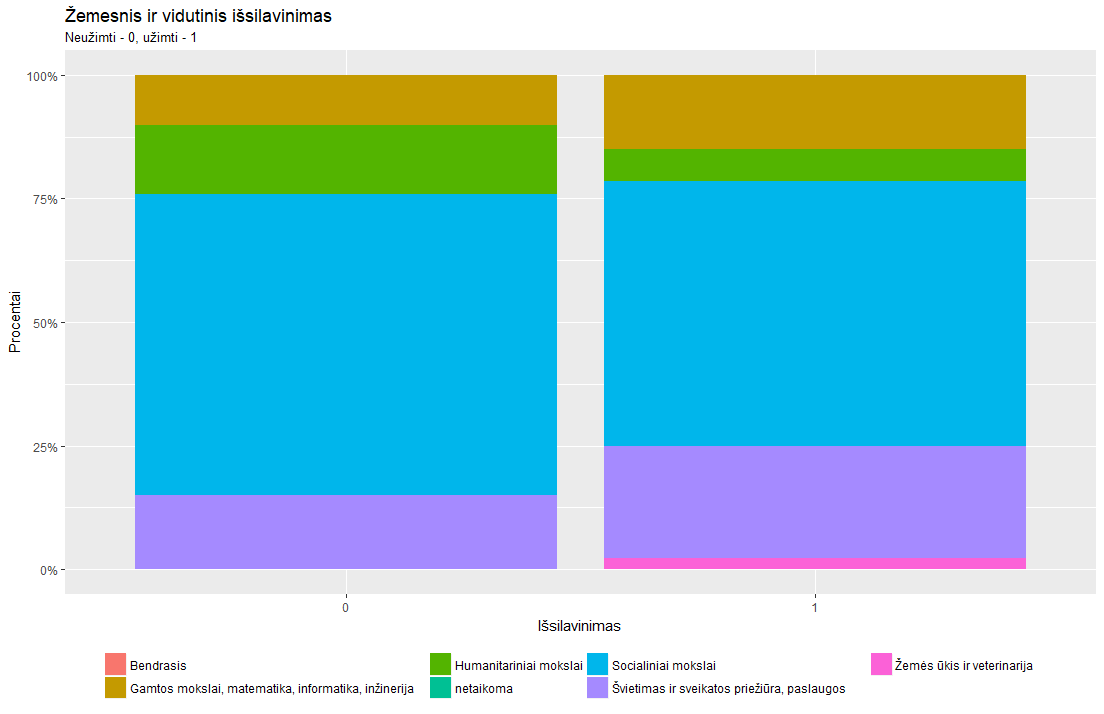 Žemesnis ir vidutinis išsilavinimas
Neužimti - 0, užimti - 1
100%
75%
50%
25%
0%
Procentai
0
1
Išsilavinimas
Bendrasis
Humanitariniai mokslai
Socialiniai mokslai
Žemės ūkis ir veterinarija
Gamtos mokslai, matematika, informatika, inžinerija
netaikoma
Švietimas ir sveikatos priežiūra, paslaugos